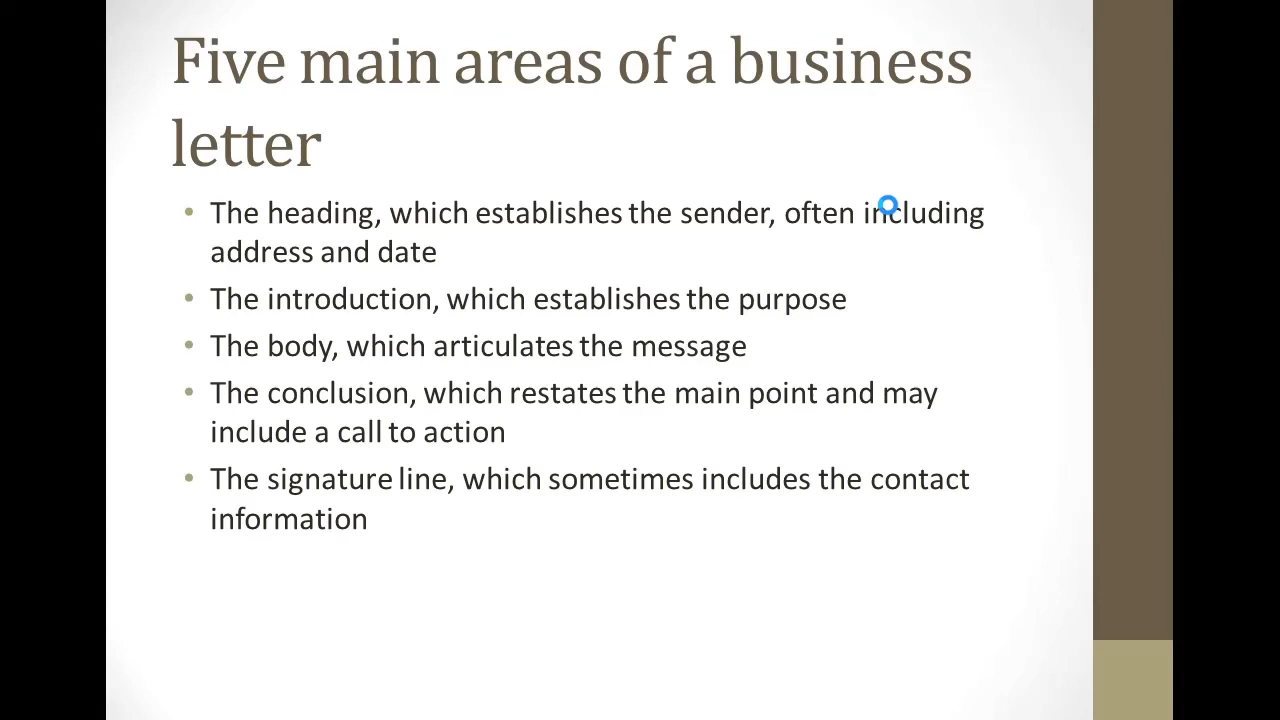 Five main areas of a business
letter
• The heading, which establishes the sender, often including
address and date
• The introduction, which establishes the purpose
• The body, which articulates the message
• The conclusion, which restates the main point and may
include a call to action
• The signature line, which sometimes includes the contact
information